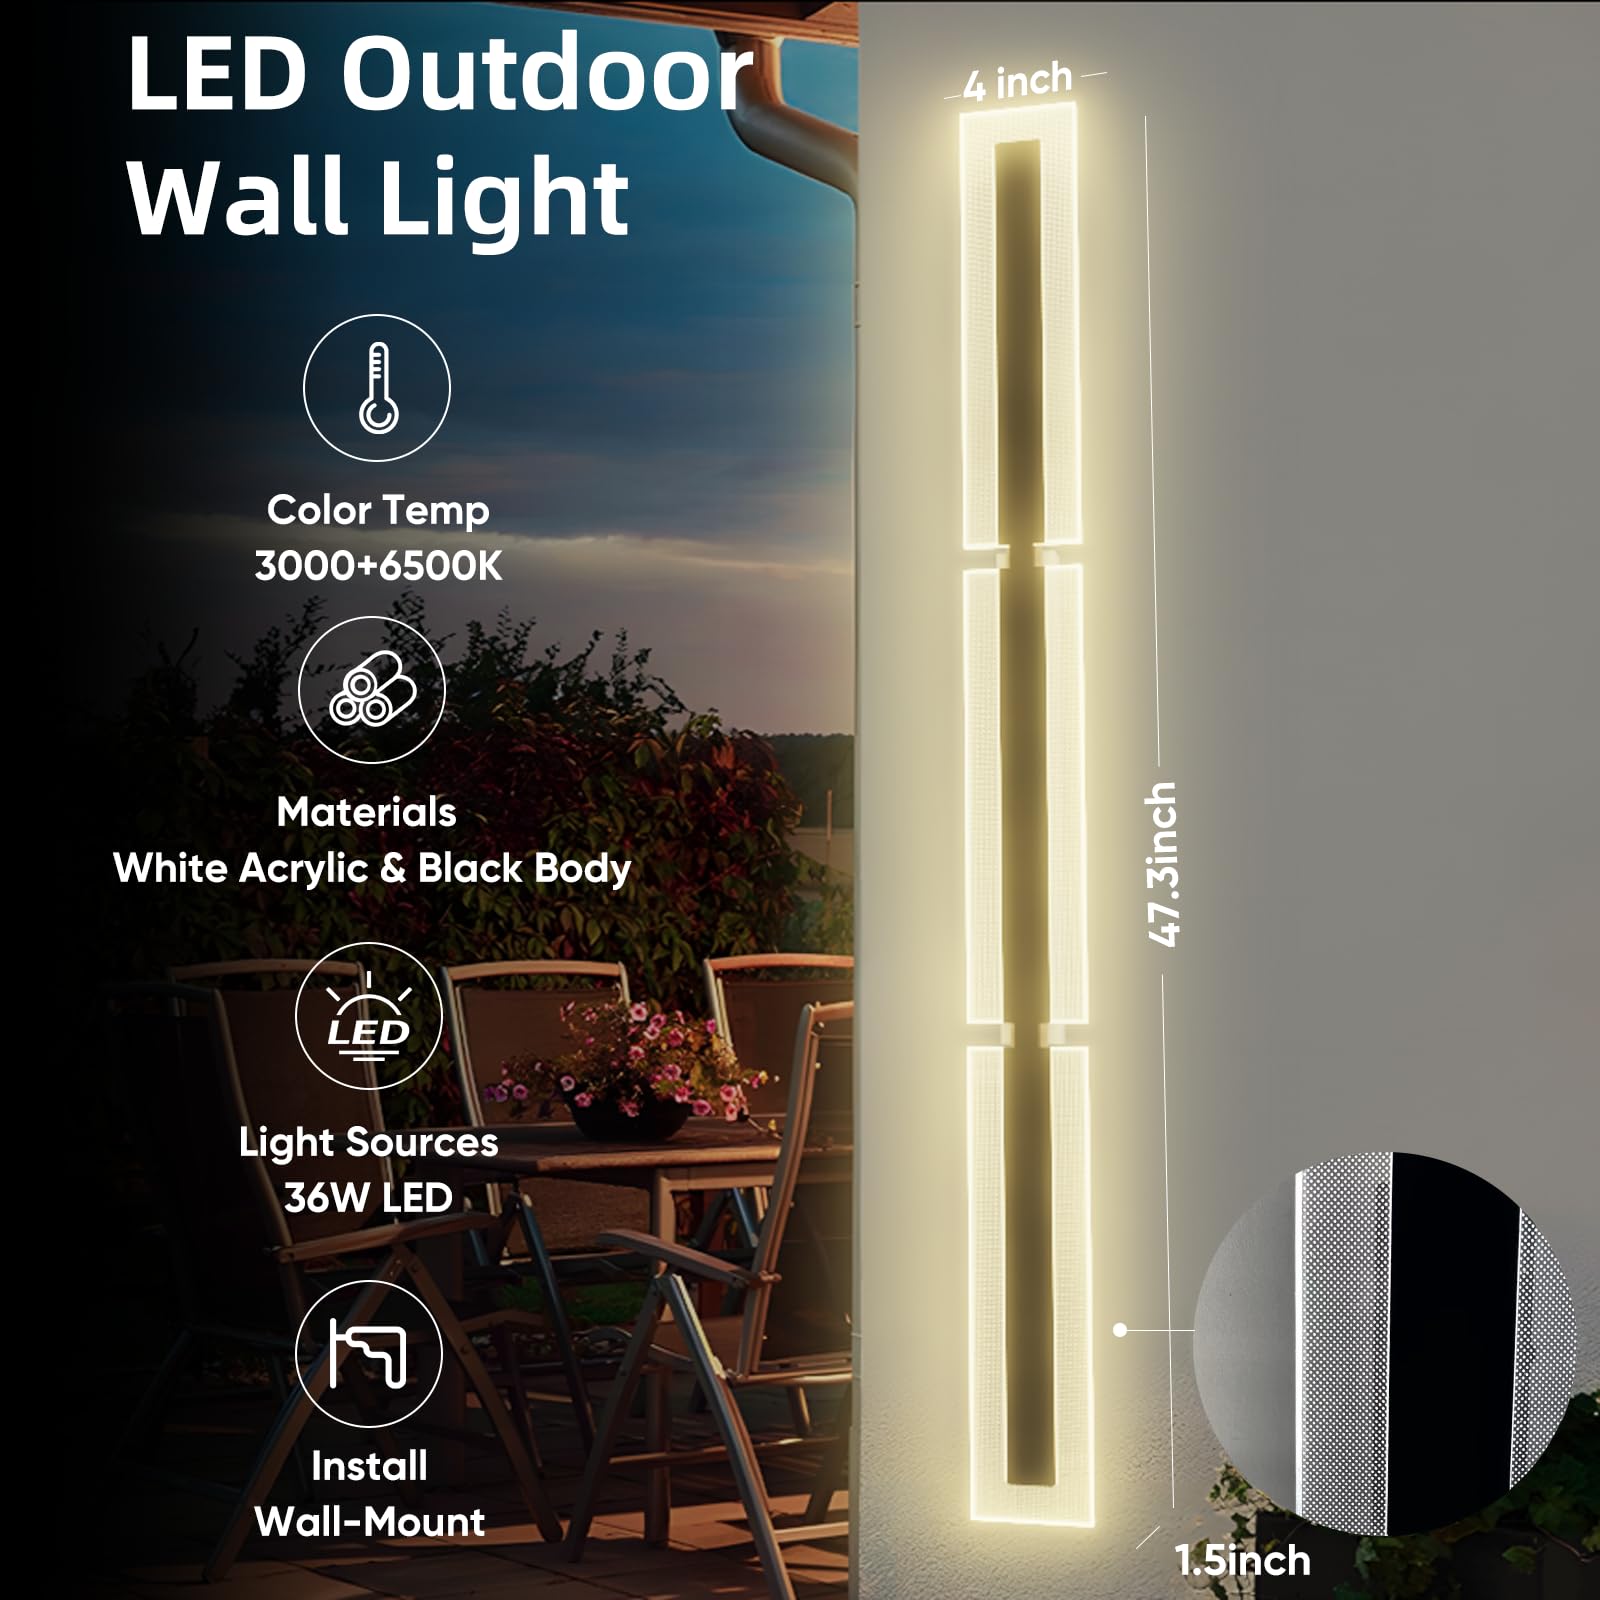 LED Outdoor
Wall Light
4 inch
Color Temp
3000+6500K
Materials
White Acrylic & Black Body
47.3inch
LED
Light Sources
36W LED
Install
Wall-Mount
1.5inch